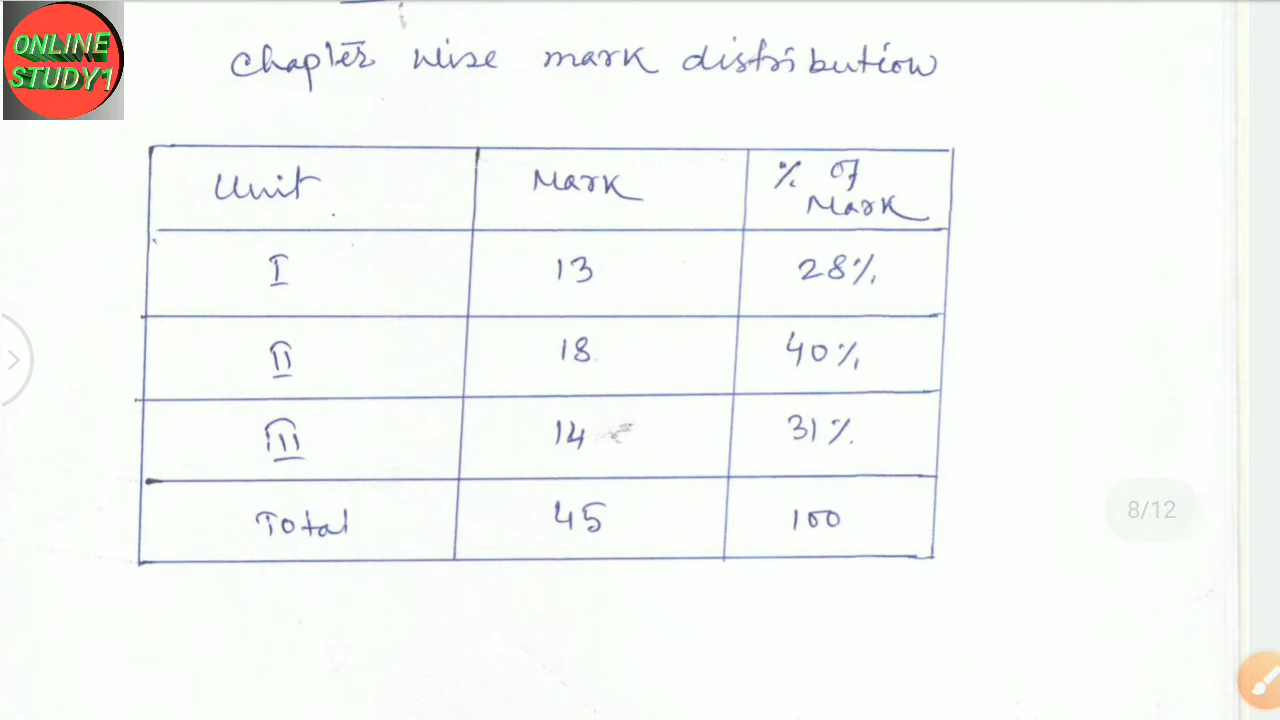 ONLINE
STUDY1
Chapter wise mark distribution
Unit Mark % of Mark
I 13 28%
II 18 40%
III 14 31%
Total 45 100
8/12